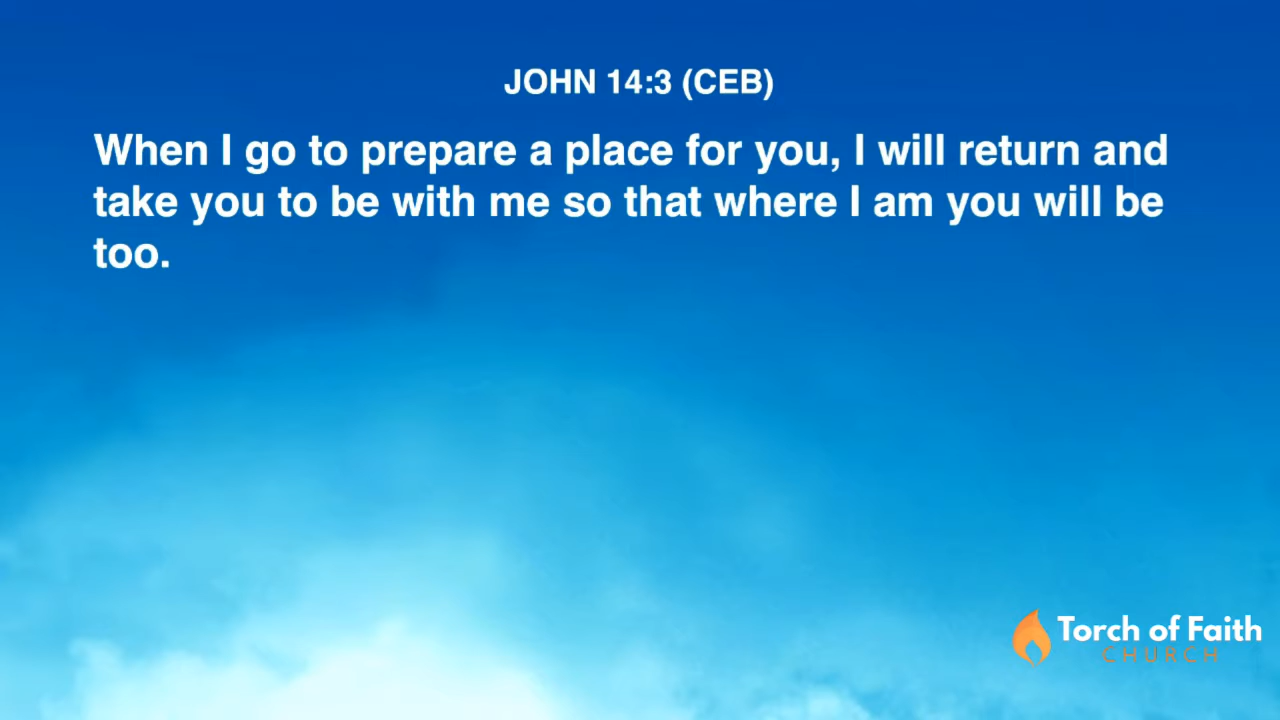 JOHN 14:3 (CEB)
When I go to prepare a place for you, I will return and
take you to be with me so that where I am you will be
too.
Torch of Faith
CHURCH